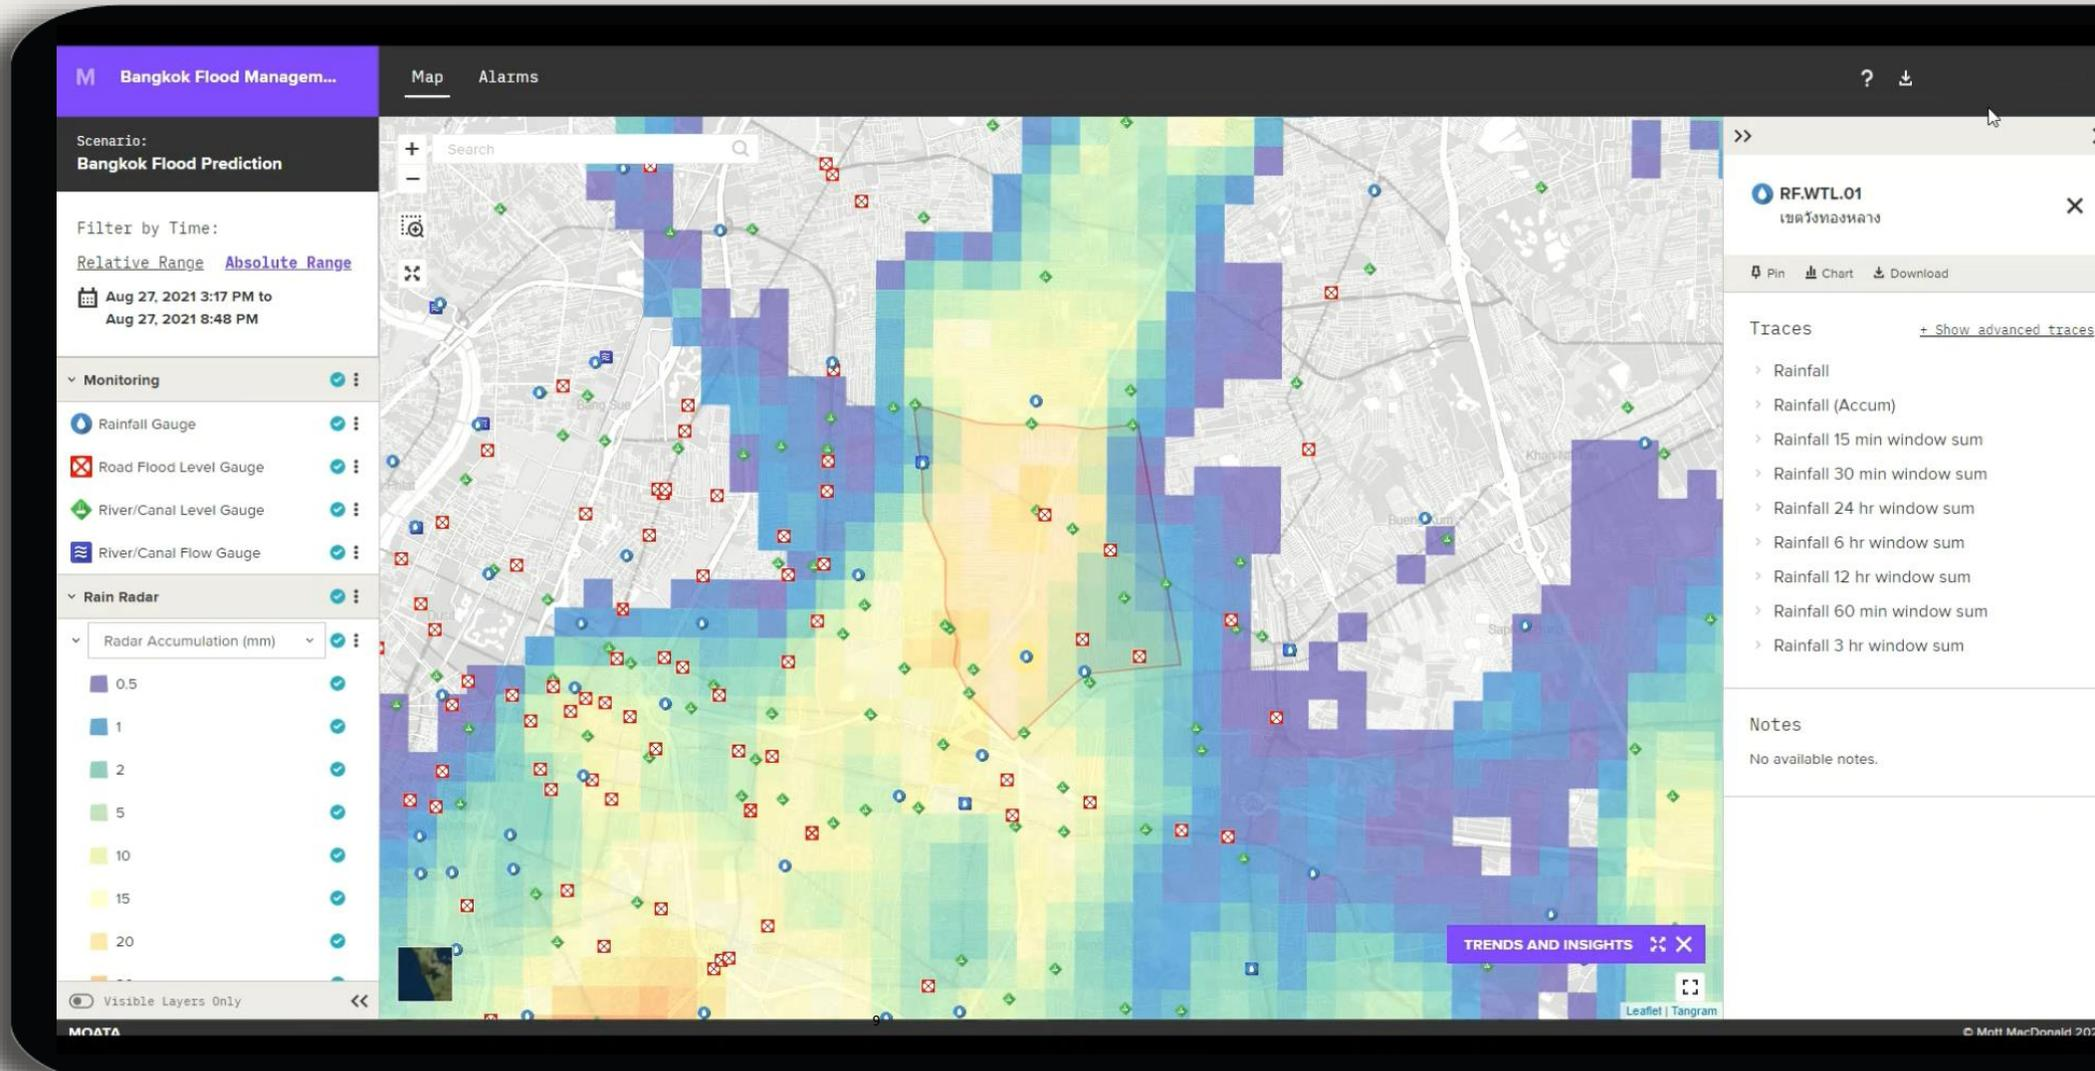 M Bangkok Flood Managem...
Map Alarms
?
Scenario:
Bangkok Flood Prediction
Filter by Time:
Relative Range Absolute Range
Aug 27, 2021 3:17 PM to
Aug 27, 2021 8:48 PM
Monitoring
Rainfall Gauge
Road Flood Level Gauge
River/Canal Level Gauge
River/Canal Flow Gauge
Rain Radar
Radar Accumulation (mm)
0.5
1
2
5
10
15
20
Visible Layers Only
MOATA
Search
Bang Sue
TRENDS AND INSIGHTS
Leaflet | Tangram
9
RF.WTL.01
เขตวังทองหลาง
Pin Chart Download
Traces + Show advanced traces
Rainfall
Rainfall (Accum)
Rainfall 15 min window sum
Rainfall 30 min window sum
Rainfall 24 hr window sum
Rainfall 6 hr window sum
Rainfall 12 hr window sum
Rainfall 60 min window sum
Rainfall 3 hr window sum
Notes
No available notes.
© Mott MacDonald 202